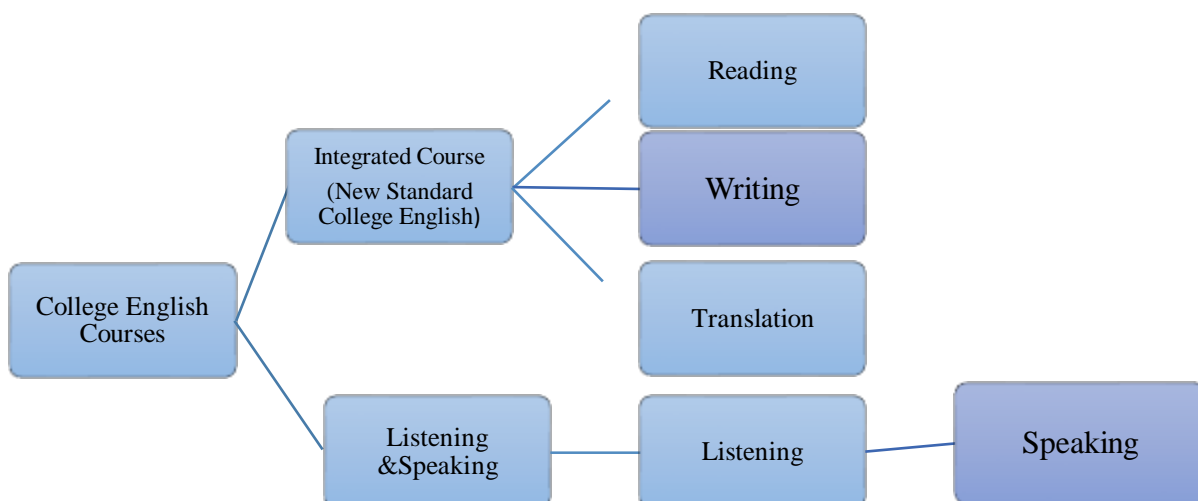 Reading
Integrated Course
(New Standard
College English)
Writing
College English
Courses
Translation
Listening
&Speaking
Listening
Speaking